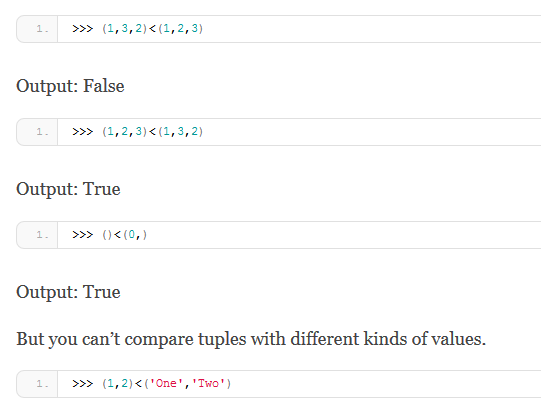 1. >>> (1,3,2)<(1,2,3)
Output: False
1. >>> (1,2,3)<(1,3,2)
Output: True
1. >>> ()<(0,)
Output: True
But you can’t compare tuples with different kinds of values.
1. >>> (1,2)<('One','Two')